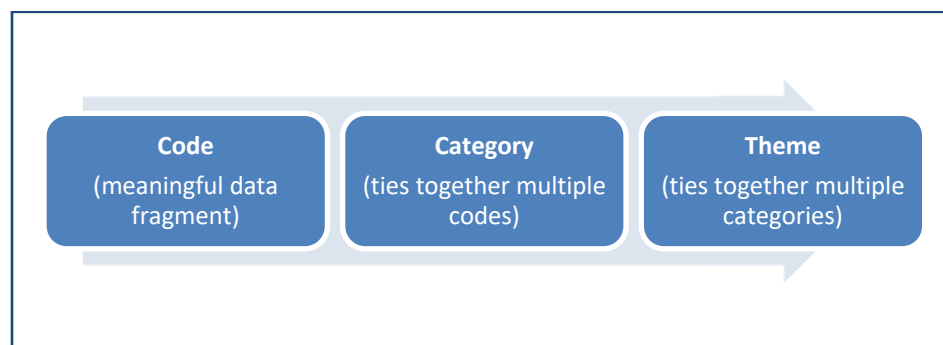 Code
(meaningful data
fragment)
Category
(ties together multiple
codes)
Theme
(ties together multiple
categories)